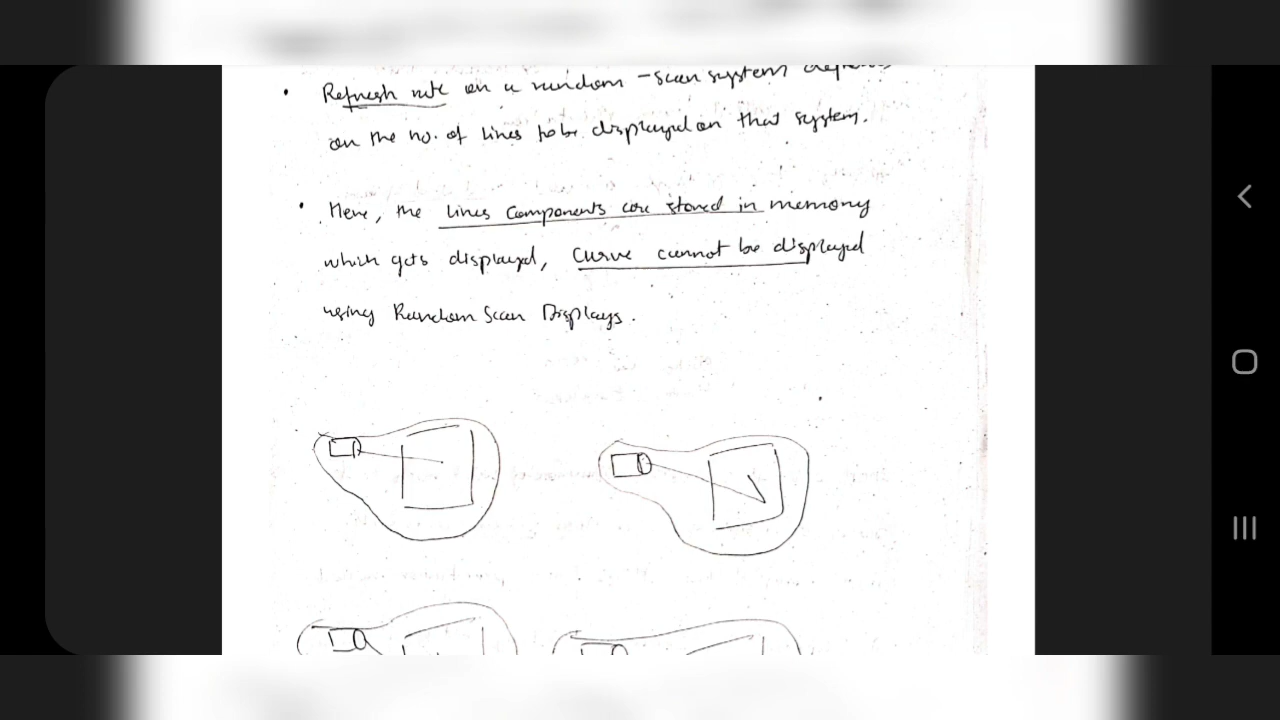 Refresh rate on a random-scan system depends
on the no. of lines to be displayed on that system.
Here, the lines components are stored in memory
which gets displayed, curve cannot be displayed
using Random Scan Displays.